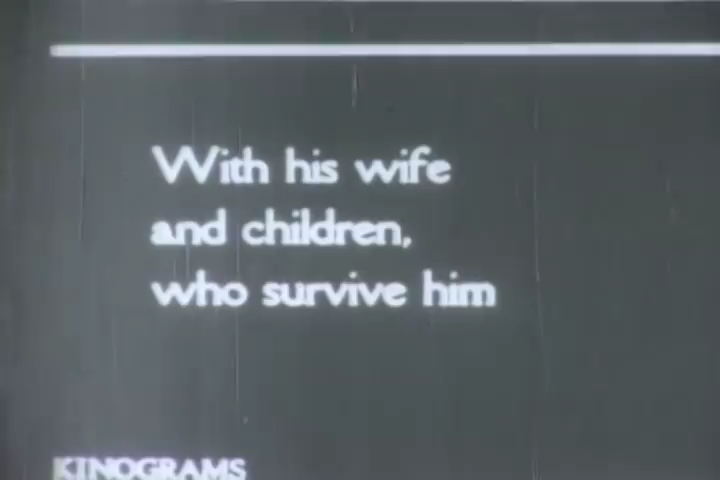 With his wife
and children,
who survive him
KINOGRAMS